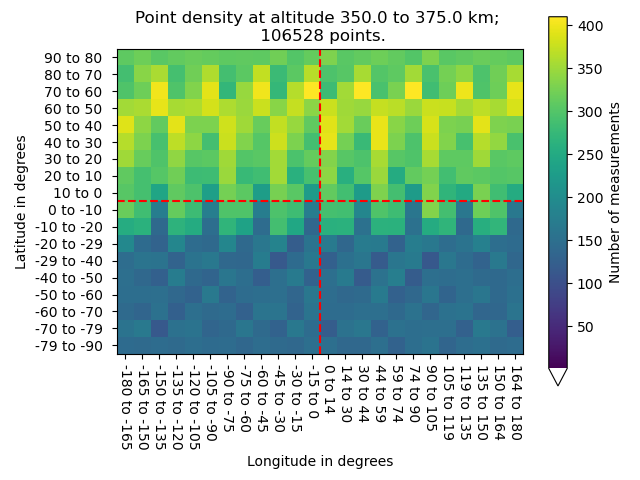 Point density at altitude 350.0 to 375.0 km;
106528 points.
90 to 80
80 to 70
70 to 60
60 to 50
50 to 40
40 to 30
30 to 20
20 to 10
10 to 0
0 to -10
-10 to -20
-20 to -29
-29 to -40
-40 to -50
-50 to -60
-60 to -70
-70 to -79
-79 to -90
Latitude in degrees
-180 to -165
-165 to -150
-150 to -135
-135 to -120
-120 to -105
-105 to -90
-90 to -75
-75 to -60
-60 to -45
-45 to -30
-30 to -15
-15 to 0
0 to 14
14 to 30
30 to 44
44 to 59
59 to 74
74 to 90
90 to 105
105 to 119
119 to 135
135 to 150
150 to 164
164 to 180
Longitude in degrees
400
350
300
250
200
150
100
50
Number of measurements